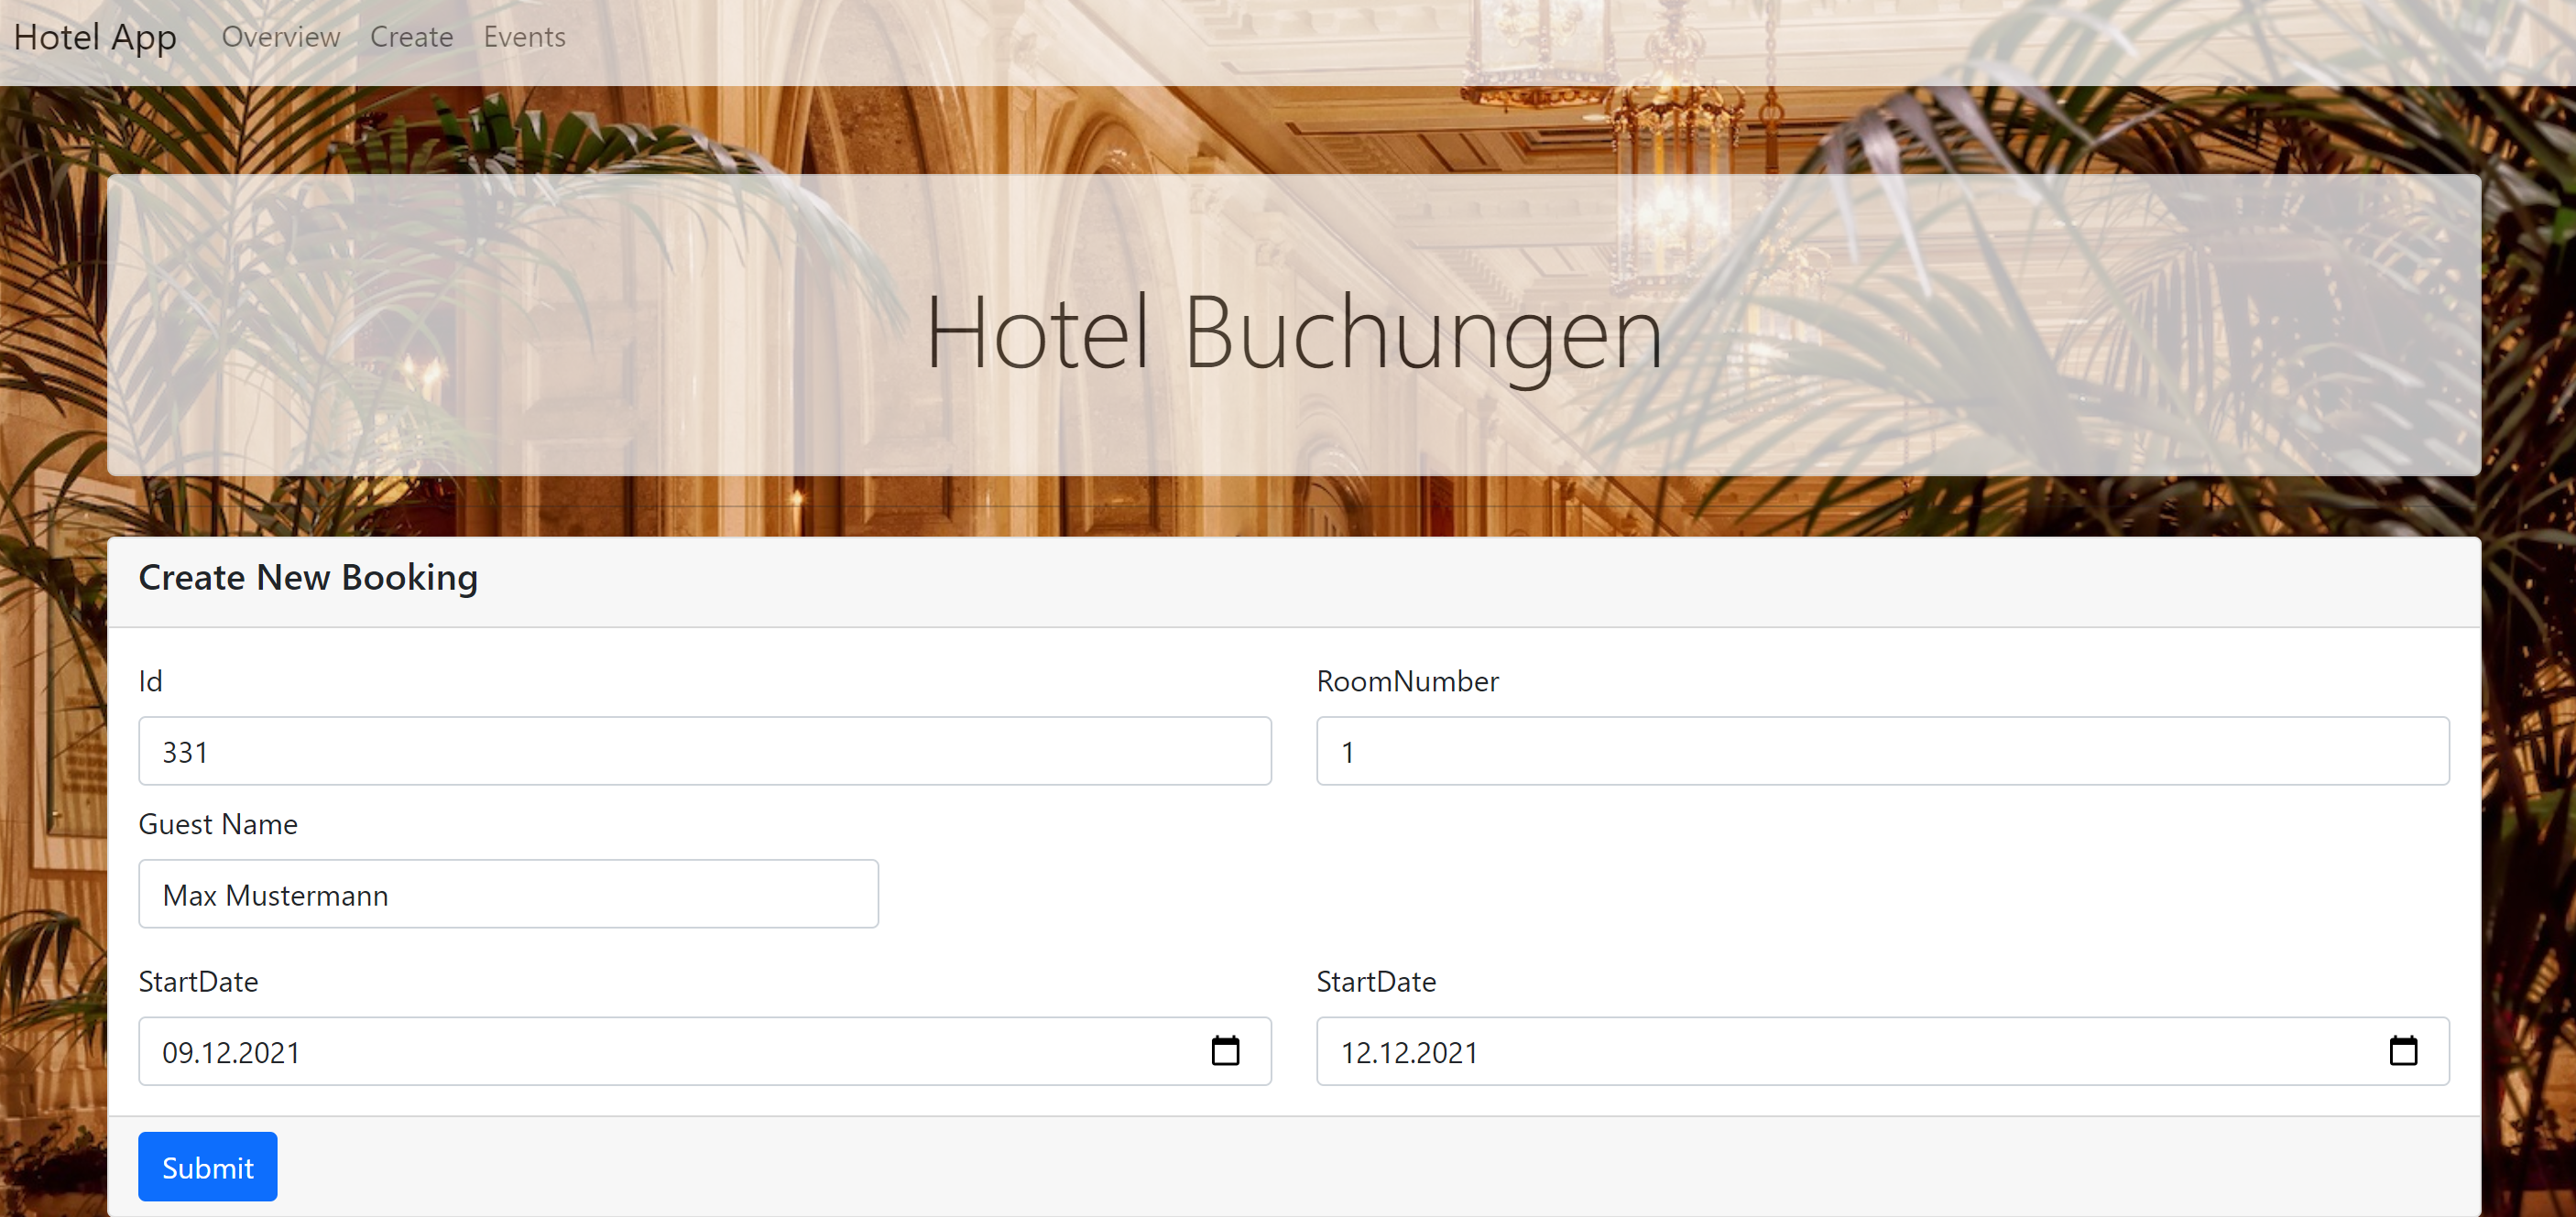 Hotel App Overview Create Events
Hotel Buchungen
Create New Booking
Id RoomNumber
331 1
Guest Name
Max Mustermann
StartDate StartDate
09.12.2021 12.12.2021
Submit